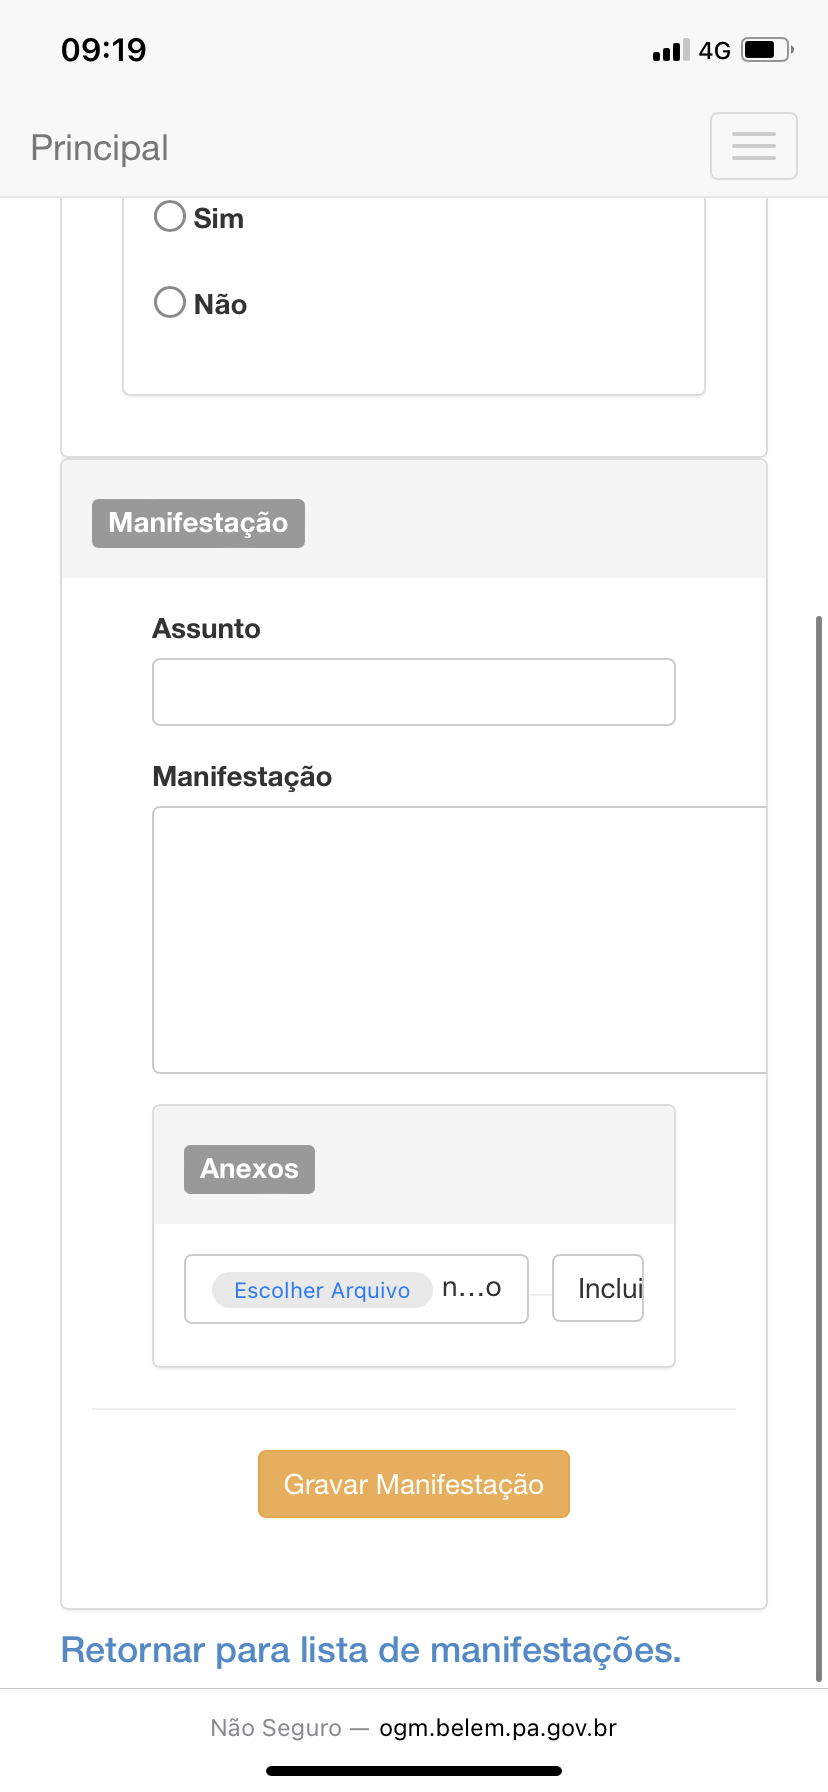 09:19
4G
Principal
Sim
Não
Manifestação
Assunto
Manifestação
Anexos
Escolher Arquivo n...o
Inclui
Gravar Manifestação
Retornar para lista de manifestações.
Não Seguro — ogm.belem.pa.gov.br